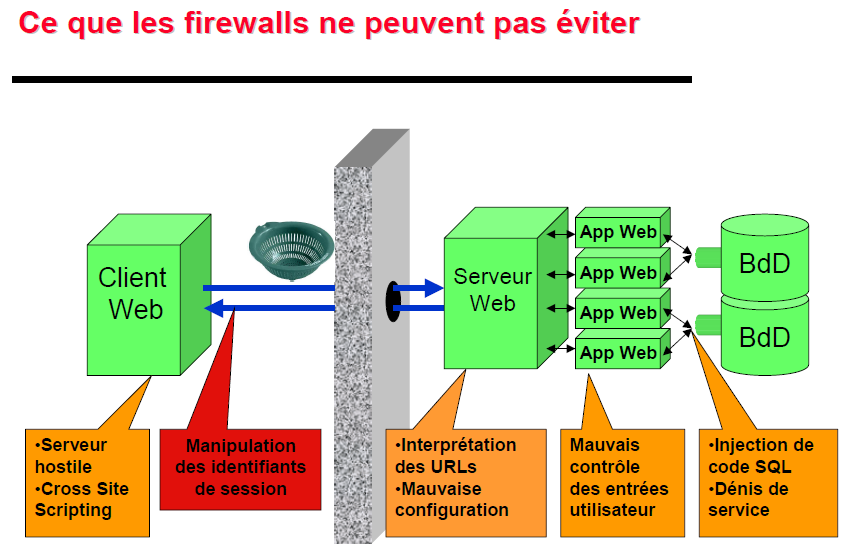 Ce que les firewalls ne peuvent pas éviter
Client
Web
Serveur
Web
App Web
App Web
App Web
App Web
BdD
BdD
•Serveur
hostile
•Cross Site
Scripting
Manipulation
des identifiants
de session
•Interprétation
des URLs
•Mauvaise
configuration
Mauvais
contrôle
des entrées
utilisateur
•Injection de
code SQL
•Dénis de
service